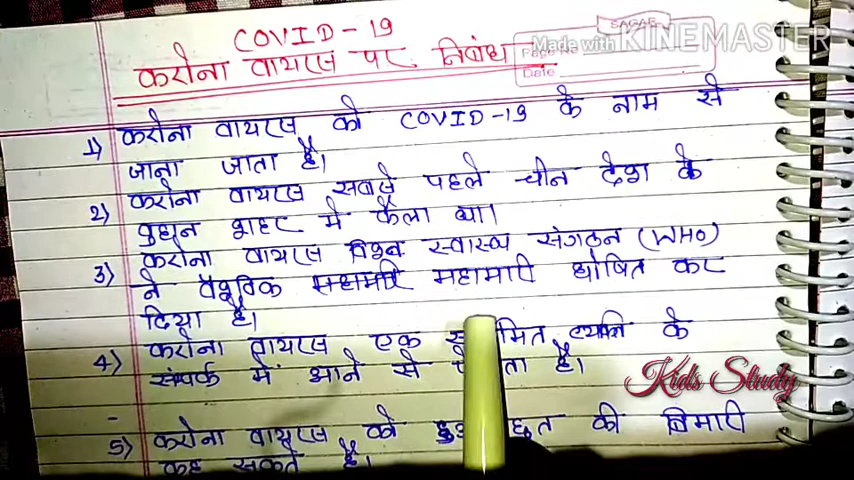 COVID-19
करोना वायरस पर निबंध
SAGAR
Made with KINEMASTER
Date
1) करोना वायरस को COVID-19 के नाम से
जाना जाता है।
2) करोना वायरस सबसे पहले चीन देश के
वुहान शहर में फैला था।
3) करोना वायरस विश्व स्वास्थ्य संगठन (WHO)
ने वैश्विक महामारी घोषित कर
दिया है।
4) करोना वायरस एक व्यक्ति के
संपर्क में आने से है।
Kids Study
5) करोना वायरस को छुत की बिमारी
कह सकते है।